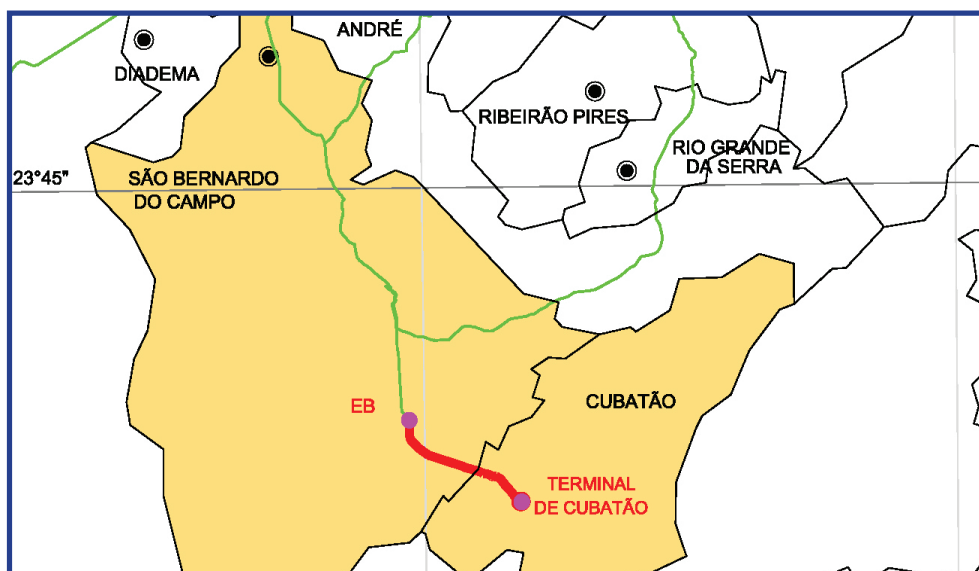 ANDRÉ
DIADEMA
RIBEIRÃO PIRES
RIO GRANDE
DA SERRA
23°45"
SÃO BERNARDO
DO CAMPO
EB
CUBATÃO
TERMINAL
DE CUBATÃO